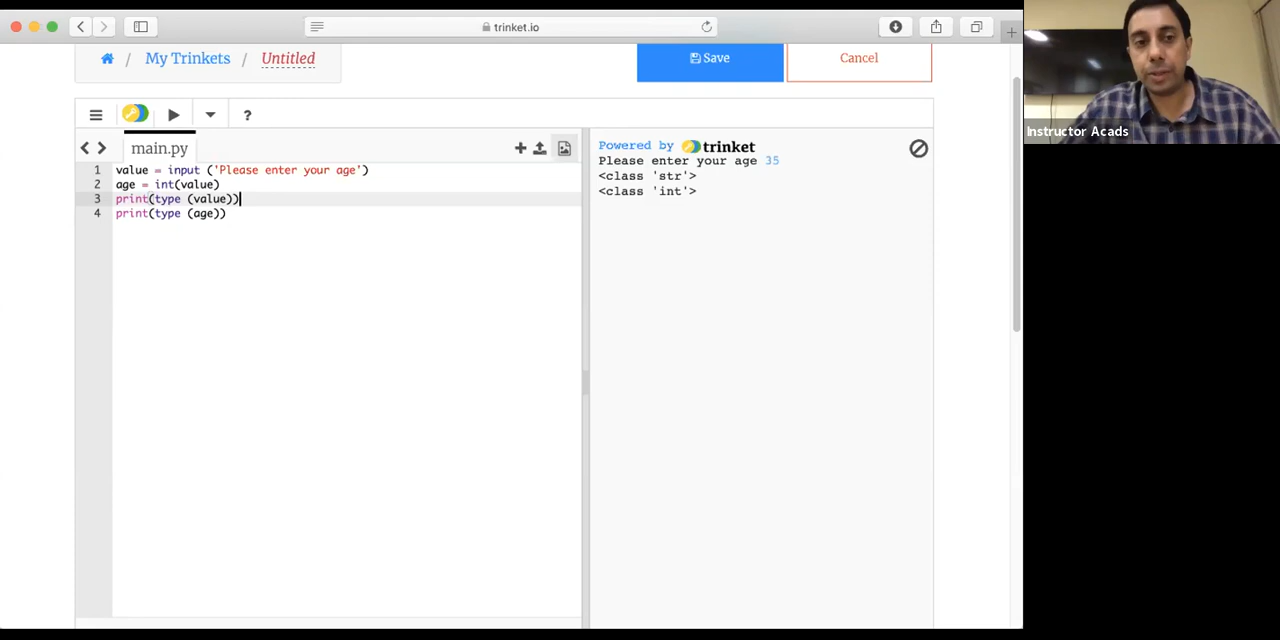 trinket.io
/ My Trinkets / Untitled
Save
Cancel
?
main.py
1 value = input ('Please enter your age')
2 age = int(value)
3 print(type (value))
4 print(type (age))
Powered by trinket
Please enter your age 35
<class 'str'>
<class 'int'>
Instructor Acads